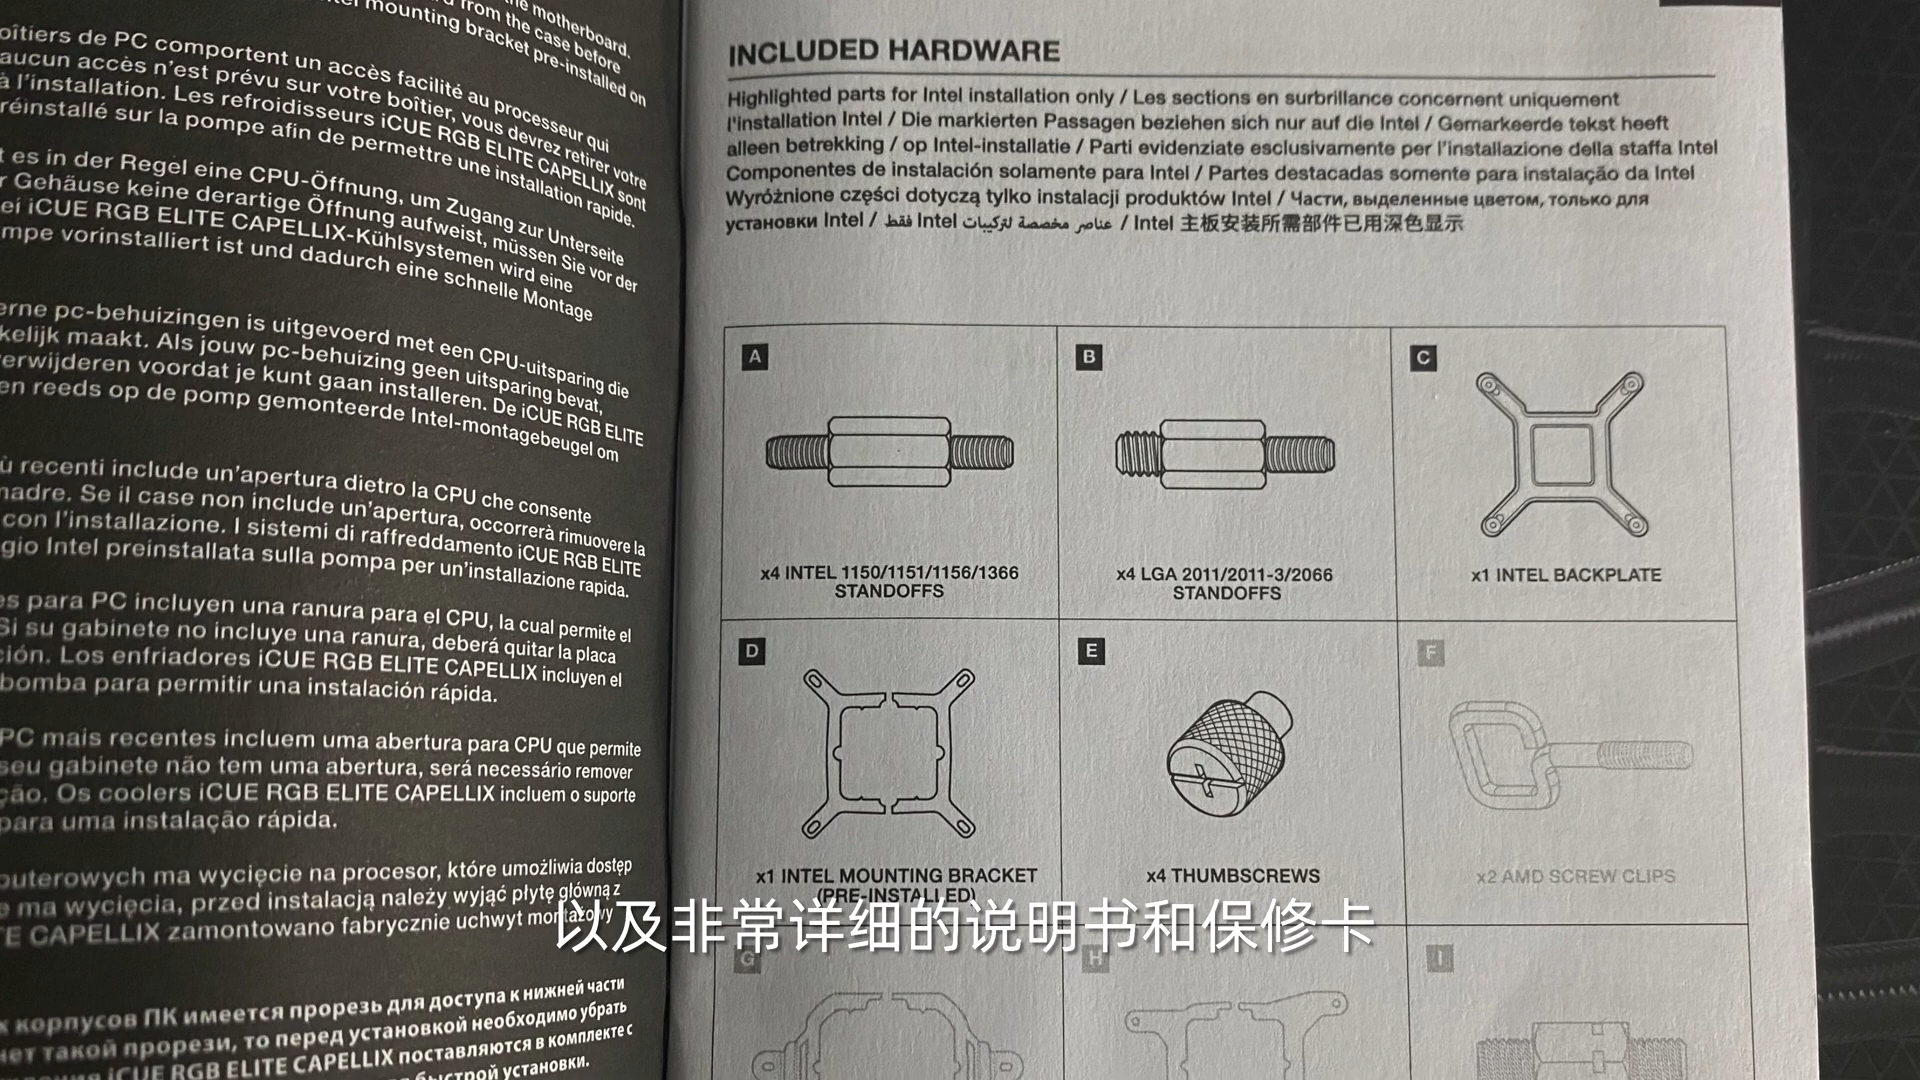 the motherboard.
from the case before
mounting bracket pre-installed on
oîtiers de PC comportent un accès facilité au processeur qui
aucun accès n'est prévu sur votre boîtier, vous devrez retirer votre
à l'installation. Les refroidisseurs iCUE RGB ELITE CAPELLIX sont
réinstallé sur la pompe afin de permettre une installation rapide.
t es in der Regel eine CPU-Öffnung, um Zugang zur Unterseite
r Gehäuse keine derartige Öffnung aufweist, müssen Sie vor der
ei iCUE RGB ELITE CAPELLIX-Kühlsystemen wird eine
mpe vorinstalliert ist und dadurch eine schnelle Montage
erne pc-behuizingen is uitgevoerd met een CPU-uitsparing die
kelijk maakt. Als jouw pc-behuizing geen uitsparing bevat,
erwijderen voordat je kunt gaan installeren. De iCUE RGB ELITE
en reeds op de pomp gemonteerde Intel-montagebeugel om
ù recenti include un'apertura dietro la CPU che consente
madre. Se il case non include un'apertura, occorrerà rimuovere la
con l'installazione. I sistemi di raffreddamento iCUE RGB ELITE
gio Intel preinstallata sulla pompa per un'installazione rapida.
es para PC incluyen una ranura para el CPU, la cual permite el
Si su gabinete no incluye una ranura, deberá quitar la placa
ción. Los enfriadores iCUE RGB ELITE CAPELLIX incluyen el
bomba para permitir una instalación rápida.
PC mais recentes incluem uma abertura para CPU que permite
seu gabinete não tem uma abertura, será necessário remover
ção. Os coolers iCUE RGB ELITE CAPELLIX incluem o suporte
para uma instalação rápida.
outerowych ma wycięcie na procesor, które umożliwia dostęp
e ma wycięcia, przed instalacją należy wyjąć płytę główną z
TE CAPELLIX zamontowano fabrycznie uchwyt montażowy
х корпусов ПК имеется прорезь для доступа к нижней части
нет такой прорези, то перед установкой необходимо убрать
iCUE RGB ELITE CAPELLIX поставляются в комплекте с
быстрой установки.
INCLUDED HARDWARE
Highlighted parts for Intel installation only / Les sections en surbrillance concernent uniquement
l'installation Intel / Die markierten Passagen beziehen sich nur auf die Intel / Gemarkeerde tekst heeft
alleen betrekking / op Intel-installatie / Parti evidenziate esclusivamente per l'installazione della staffa Intel
Componentes de instalación solamente para Intel / Partes destacadas somente para instalação da Intel
Wyróżnione części dotyczą tylko instalacji produktów Intel / Части, выделенные цветом, только для
установки Intel / عناصر مخصصة لتركيبات Intel فقط / Intel 主板安装所需部件已用深色显示
A
x4 INTEL 1150/1151/1156/1366
STANDOFFS
B
x4 LGA 2011/2011-3/2066
STANDOFFS
C
x1 INTEL BACKPLATE
D
x1 INTEL MOUNTING BRACKET
(PRE-INSTALLED)
E
x4 THUMBSCREWS
F
x2 AMD SCREW CLIPS
以及非常详细的说明书和保修卡
G
H
I